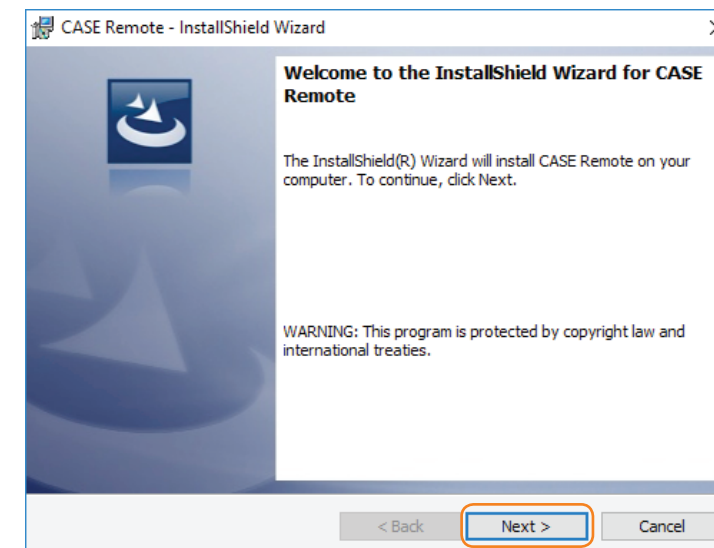 CASE Remote - InstallShield Wizard
Welcome to the InstallShield Wizard for CASE
Remote
The InstallShield(R) Wizard will install CASE Remote on your
computer. To continue, click Next.
WARNING: This program is protected by copyright law and
international treaties.
< Back Next > Cancel